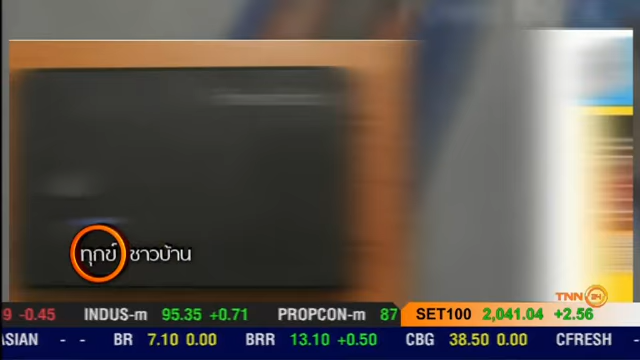 ทุกข์ ชาวบ้าน
TNN 24
9 -0.45 INDUS-m 95.35 +0.71 PROPCON-m 87 SET100 2,041.04 +2.56
ASIAN - - BR 7.10 0.00 BRR 13.10 +0.50 CBG 38.50 0.00 CFRESH -